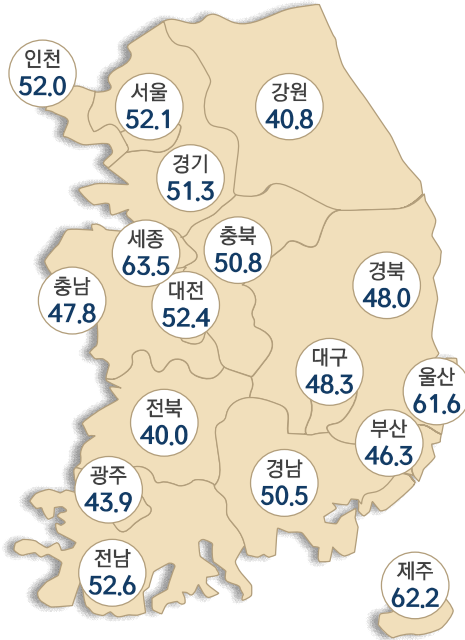 인천
52.0
서울
52.1
강원
40.8
경기
51.3
세종
63.5
충북
50.8
충남
47.8
대전
52.4
경북
48.0
대구
48.3
울산
61.6
전북
40.0
부산
46.3
광주
43.9
경남
50.5
전남
52.6
제주
62.2